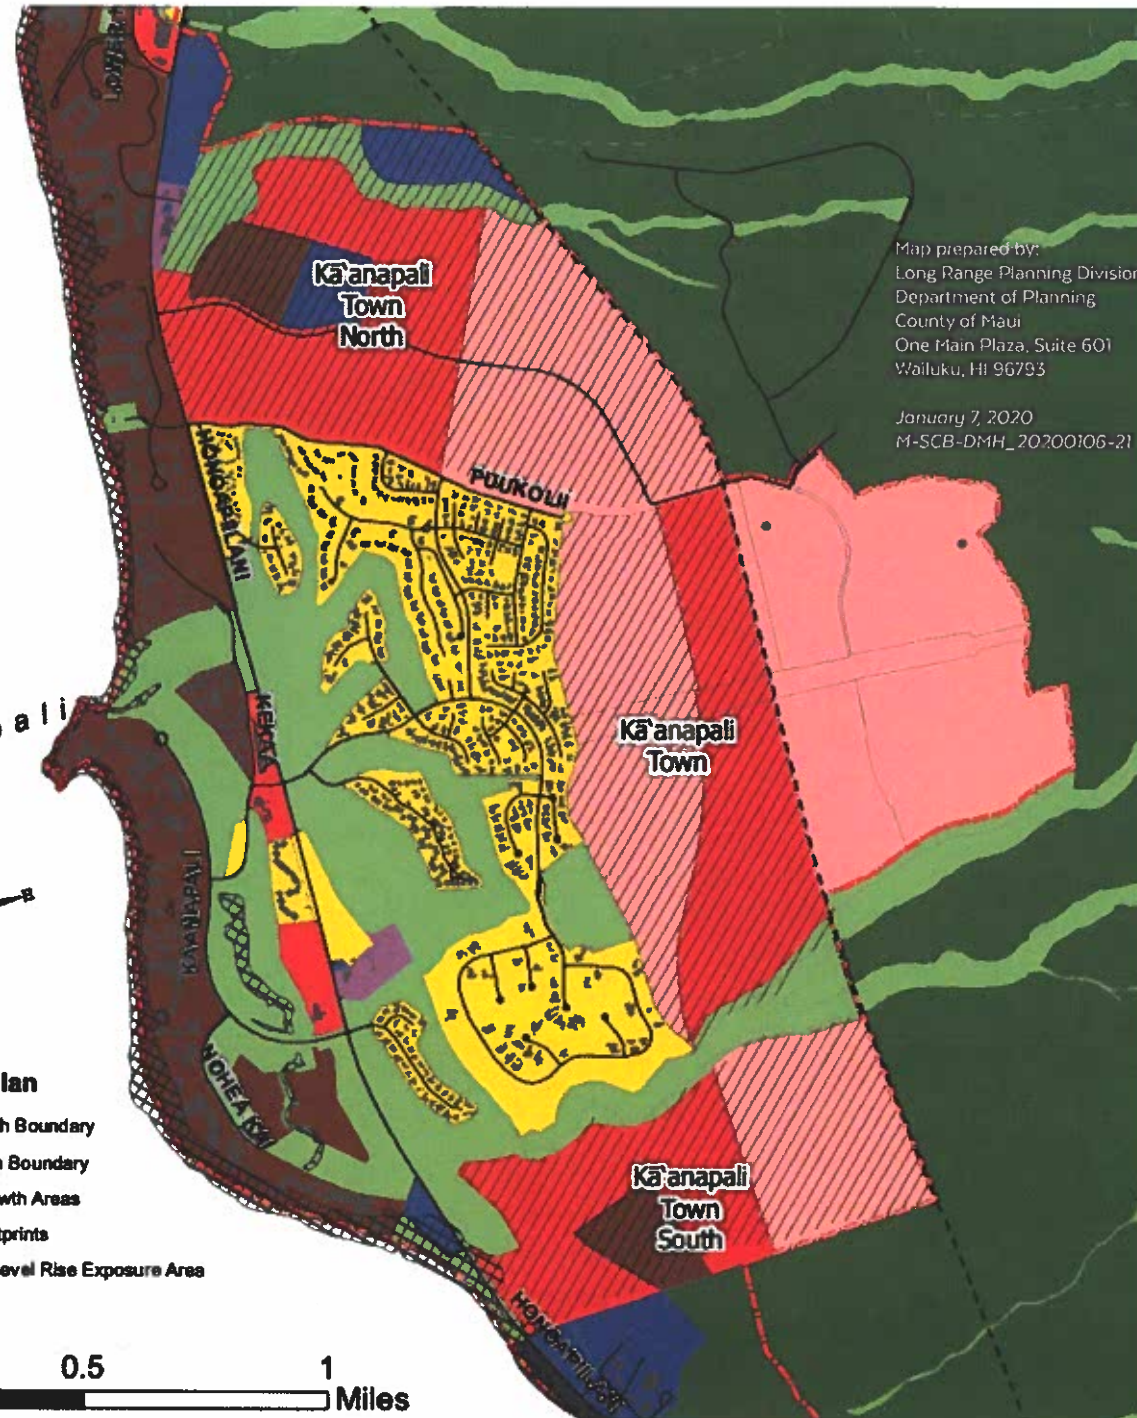 LOWER
Kā‘anapali
Town
North
Map prepared by:
Long Range Planning Division
Department of Planning
County of Maui
One Main Plaza, Suite 601
Wailuku, HI 96793
January 7, 2020
M-SCB-DMH_20200106-21
HONOAPIILANI
PUUKOLII
ali
KEKAA
Kā‘anapali
Town
KAANAPALI
NOHEA KAI
lan
h Boundary
Boundary
wth Areas
tprints
evel Rise Exposure Area
Kā‘anapali
Town
South
HONOAPIILANI
0.5
1
Miles